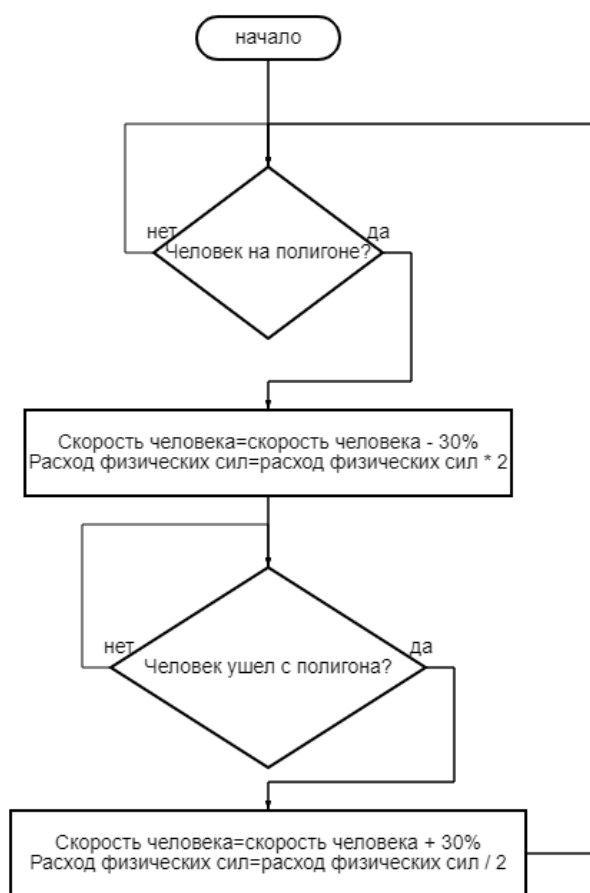 начало
нет
да
Человек на полигоне?
Скорость человека=скорость человека - 30%
Расход физических сил=расход физических сил * 2
нет
да
Человек ушел с полигона?
Скорость человека=скорость человека + 30%
Расход физических сил=расход физических сил / 2